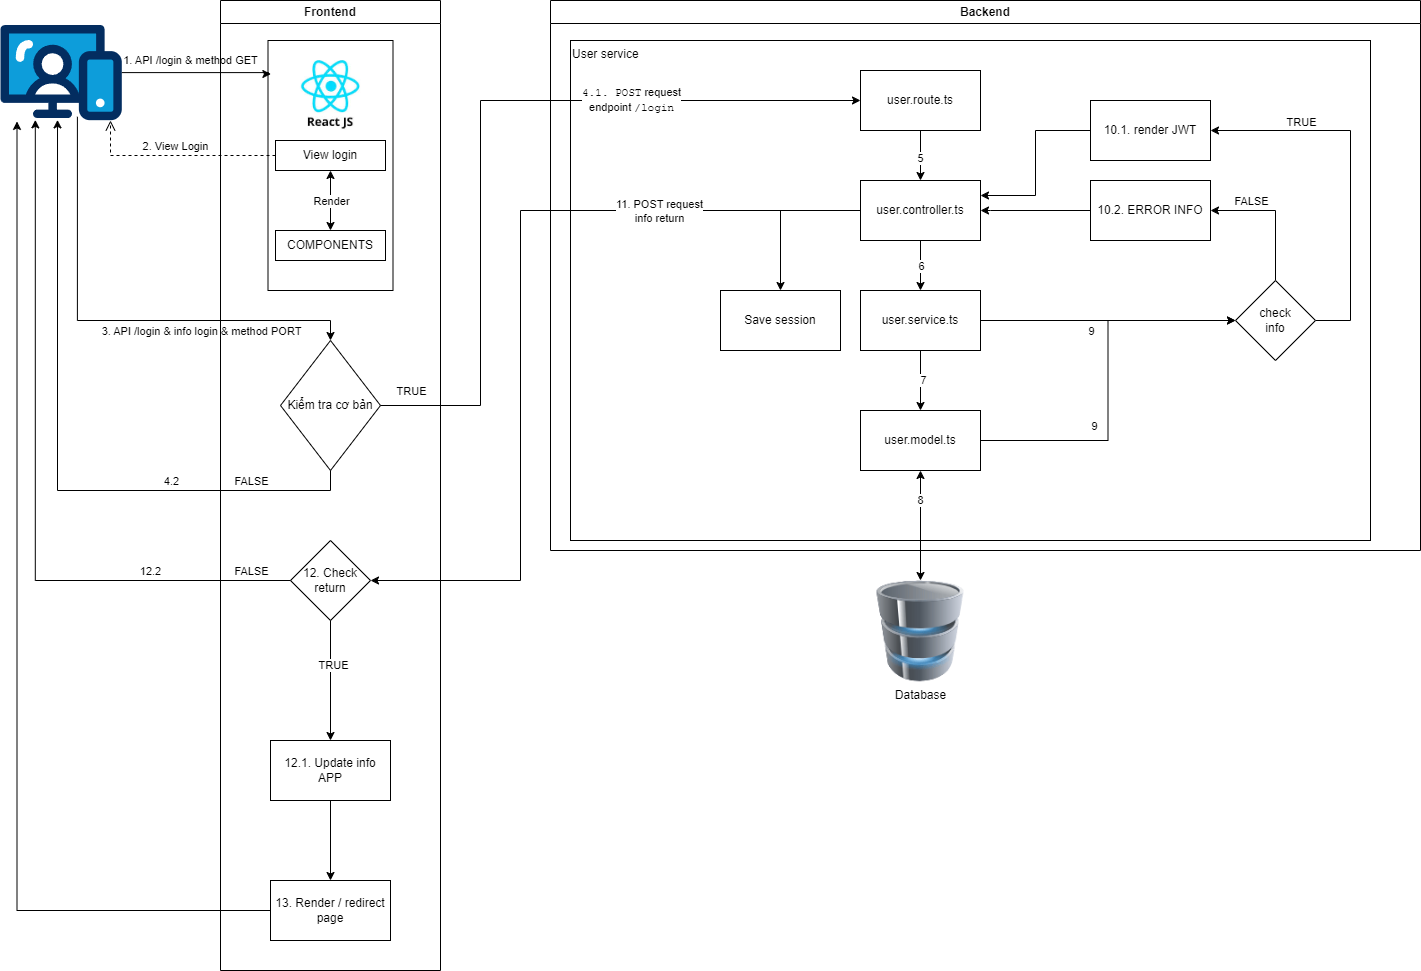 Frontend
Backend
User service
1. API /login & method GET
React JS
2. View Login
View login
Render
COMPONENTS
3. API /login & info login & method PORT
Kiểm tra cơ bản
TRUE
4.2
FALSE
4.1. POST request
endpoint /login
user.route.ts
5
10.1. render JWT
TRUE
11. POST request
info return
user.controller.ts
10.2. ERROR INFO
FALSE
6
Save session
user.service.ts
9
check
info
7
user.model.ts
9
8
Database
12.2
FALSE
12. Check
return
TRUE
12.1. Update info
APP
13. Render / redirect
page